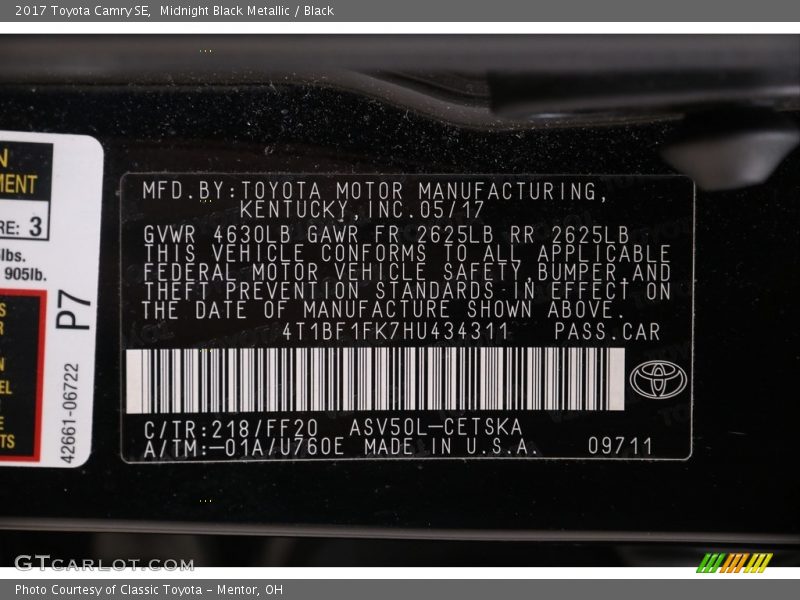 2017 Toyota Camry SE, Midnight Black Metallic / Black
MENT
RE: 3
lbs.
905lb.
P7
42661-06722
MFD.BY:TOYOTA MOTOR MANUFACTURING,
KENTUCKY,INC.05/17
GVWR 4630LB GAWR FR 2625LB RR 2625LB
THIS VEHICLE CONFORMS TO ALL APPLICABLE
FEDERAL MOTOR VEHICLE SAFETY,BUMPER,AND
THEFT PREVENTION STANDARDS IN EFFECT ON
THE DATE OF MANUFACTURE SHOWN ABOVE.
4T1BF1FK7HU434311 PASS.CAR
C/TR:218/FF20 ASV50L-CETSKA
A/TM:-01A/U760E MADE IN U.S.A. 09711
GTCARLOT.COM
Photo Courtesy of Classic Toyota - Mentor, OH